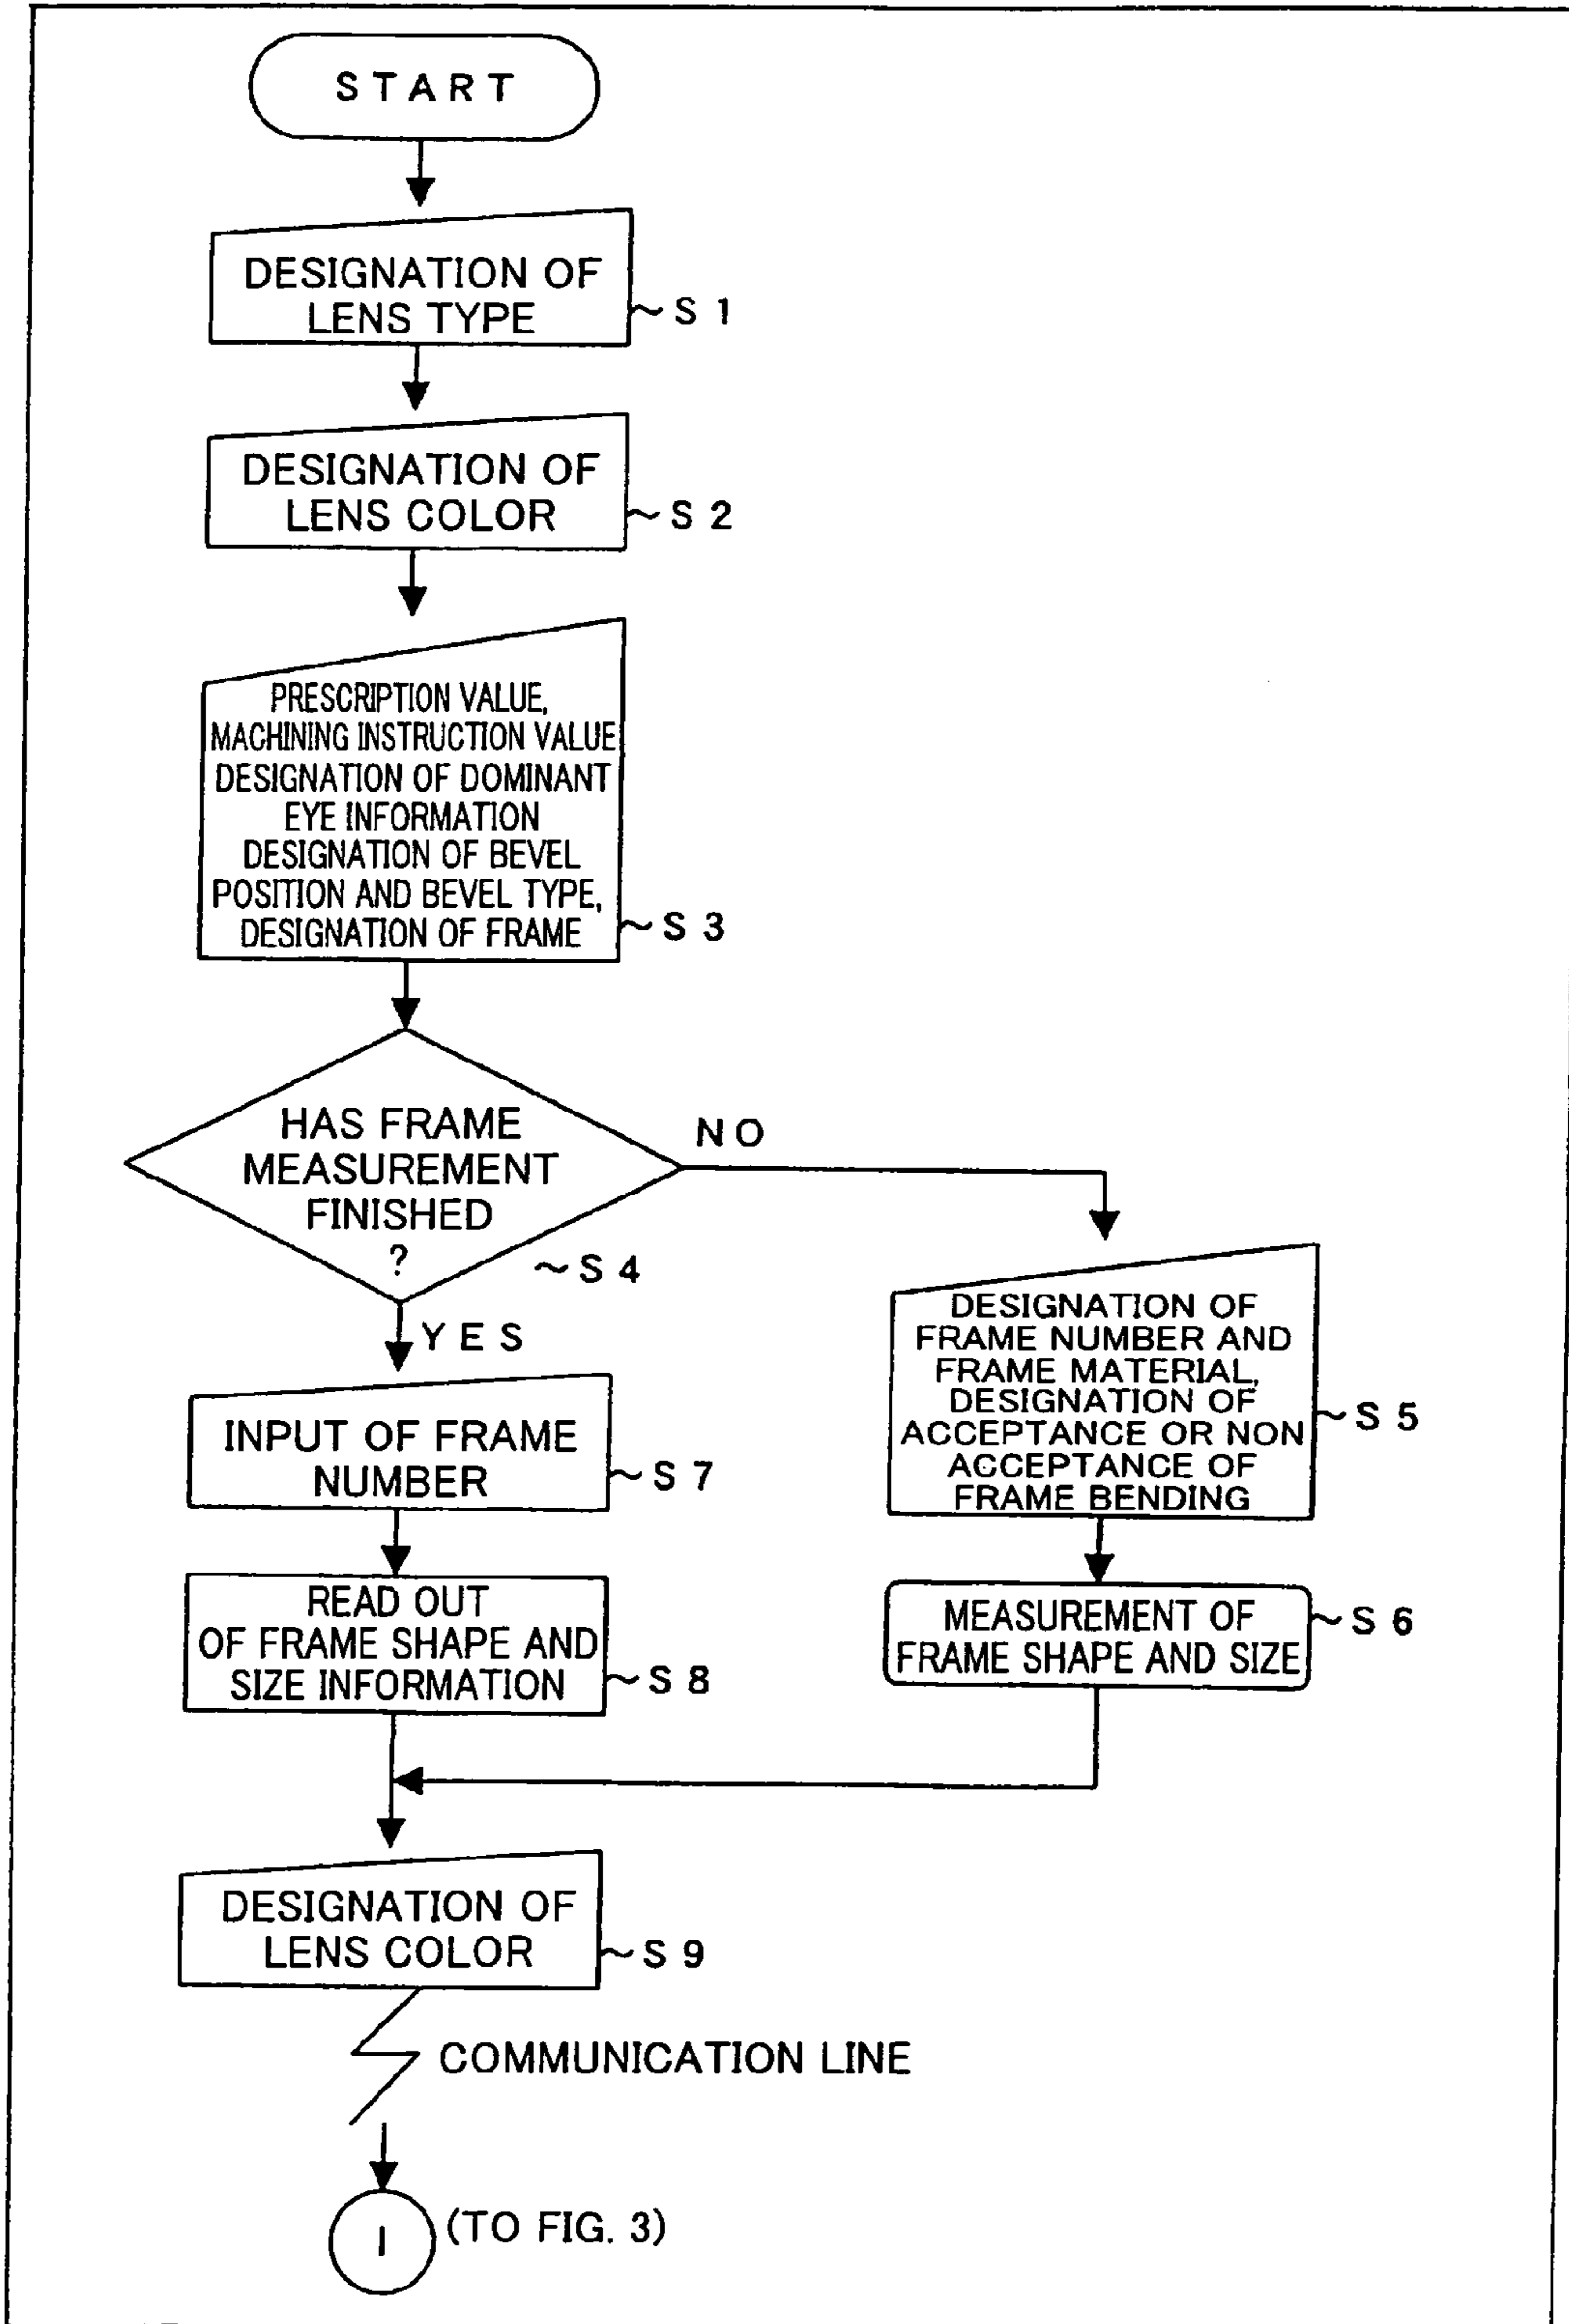 START
DESIGNATION OF
LENS TYPE
~S 1
DESIGNATION OF
LENS COLOR
~S 2
PRESCRIPTION VALUE,
MACHINING INSTRUCTION VALUE
DESIGNATION OF DOMINANT
EYE INFORMATION
DESIGNATION OF BEVEL
POSITION AND BEVEL TYPE,
DESIGNATION OF FRAME
~S 3
HAS FRAME
MEASUREMENT
FINISHED
?
~S 4
NO
YES
DESIGNATION OF
FRAME NUMBER AND
FRAME MATERIAL,
DESIGNATION OF
ACCEPTANCE OR NON
ACCEPTANCE OF
FRAME BENDING
~S 5
MEASUREMENT OF
FRAME SHAPE AND SIZE
~S 6
INPUT OF FRAME
NUMBER
~S 7
READ OUT
OF FRAME SHAPE AND
SIZE INFORMATION
~S 8
DESIGNATION OF
LENS COLOR
~S 9
COMMUNICATION LINE
I
(TO FIG. 3)